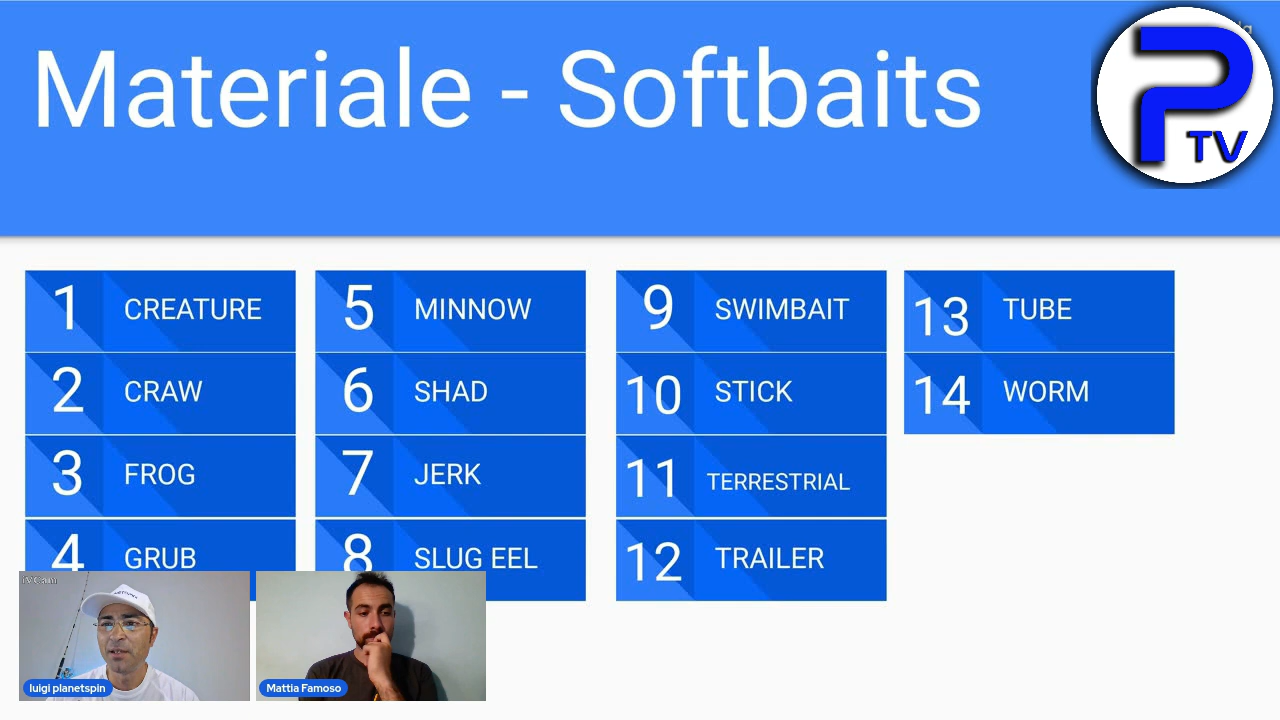 Materiale - Softbaits
P
TV
1 CREATURE
2 CRAW
3 FROG
4 GRUB
5 MINNOW
6 SHAD
7 JERK
8 SLUG EEL
9 SWIMBAIT
10 STICK
11 TERRESTRIAL
12 TRAILER
13 TUBE
14 WORM
iVCam
luigi planetspin
Mattia Famoso